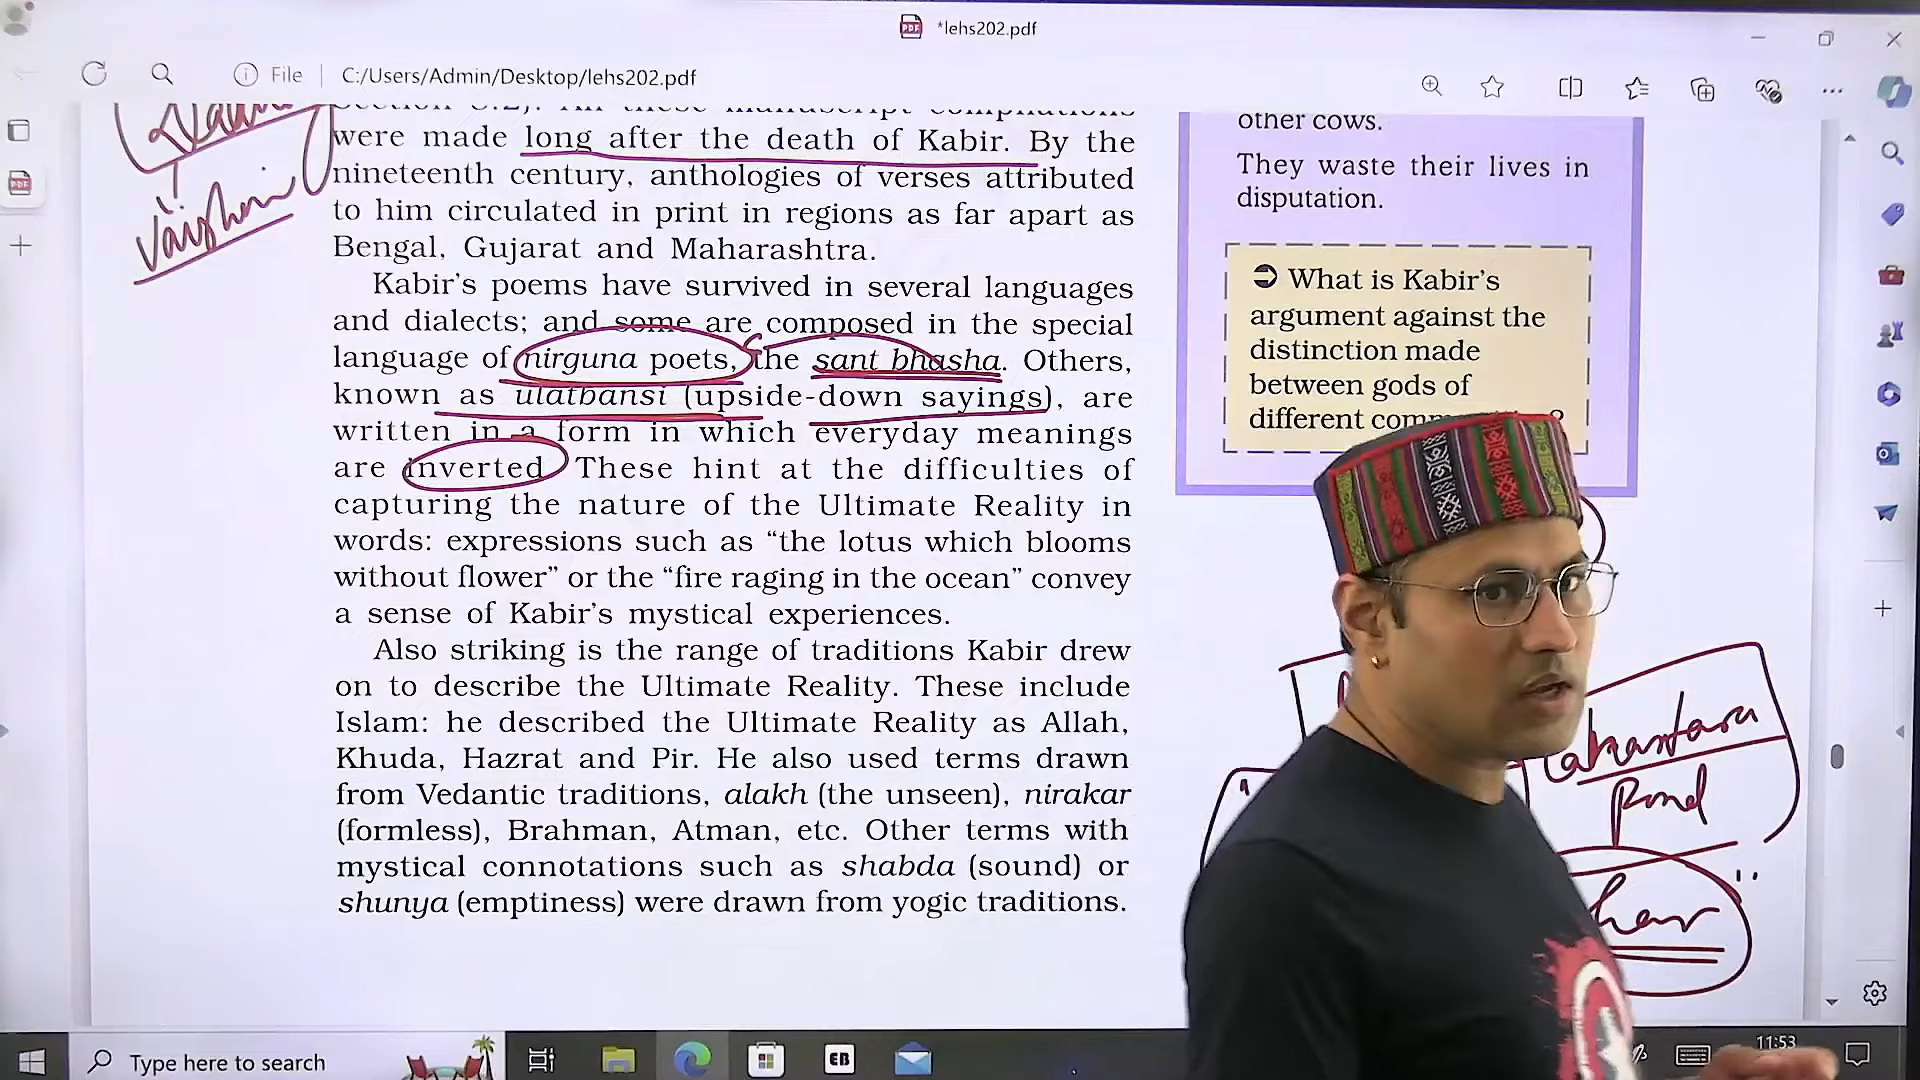 *lehs202.pdf
File
C:/Users/Admin/Desktop/lehs202.pdf
were made long after the death of Kabir. By the
nineteenth century, anthologies of verses attributed
to him circulated in print in regions as far apart as
Bengal, Gujarat and Maharashtra.
Kabir's poems have survived in several languages
and dialects; and some are composed in the special
language of nirguna poets, the sant bhasha. Others,
known as ulatbansi (upside-down sayings), are
written in a form in which everyday meanings
are inverted. These hint at the difficulties of
capturing the nature of the Ultimate Reality in
words: expressions such as “the lotus which blooms
without flower” or the “fire raging in the ocean” convey
a sense of Kabir's mystical experiences.
Also striking is the range of traditions Kabir drew
on to describe the Ultimate Reality. These include
Islam: he described the Ultimate Reality as Allah,
Khuda, Hazrat and Pir. He also used terms drawn
from Vedantic traditions, alakh (the unseen), nirakar
(formless), Brahman, Atman, etc. Other terms with
mystical connotations such as shabda (sound) or
shunya (emptiness) were drawn from yogic traditions.
other cows.
They waste their lives in
disputation.
➲ What is Kabir's
argument against the
distinction made
between gods of
different
Type here to search
EB
11:53